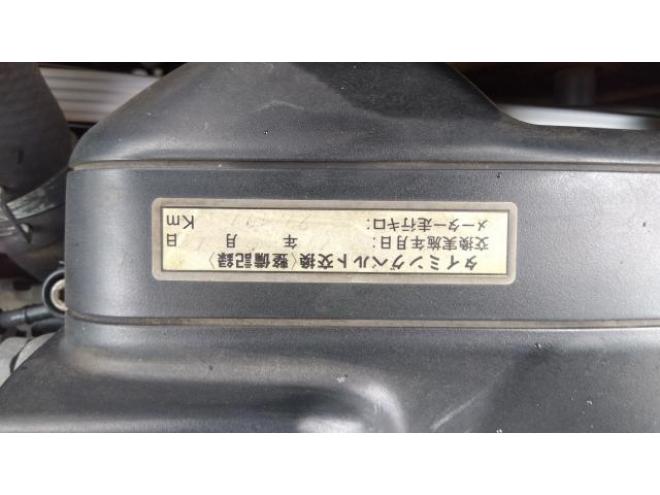 タイミングベルト交換〈整備記録〉
交換実施年月日： 年 月 日
メーター走行キロ： Km